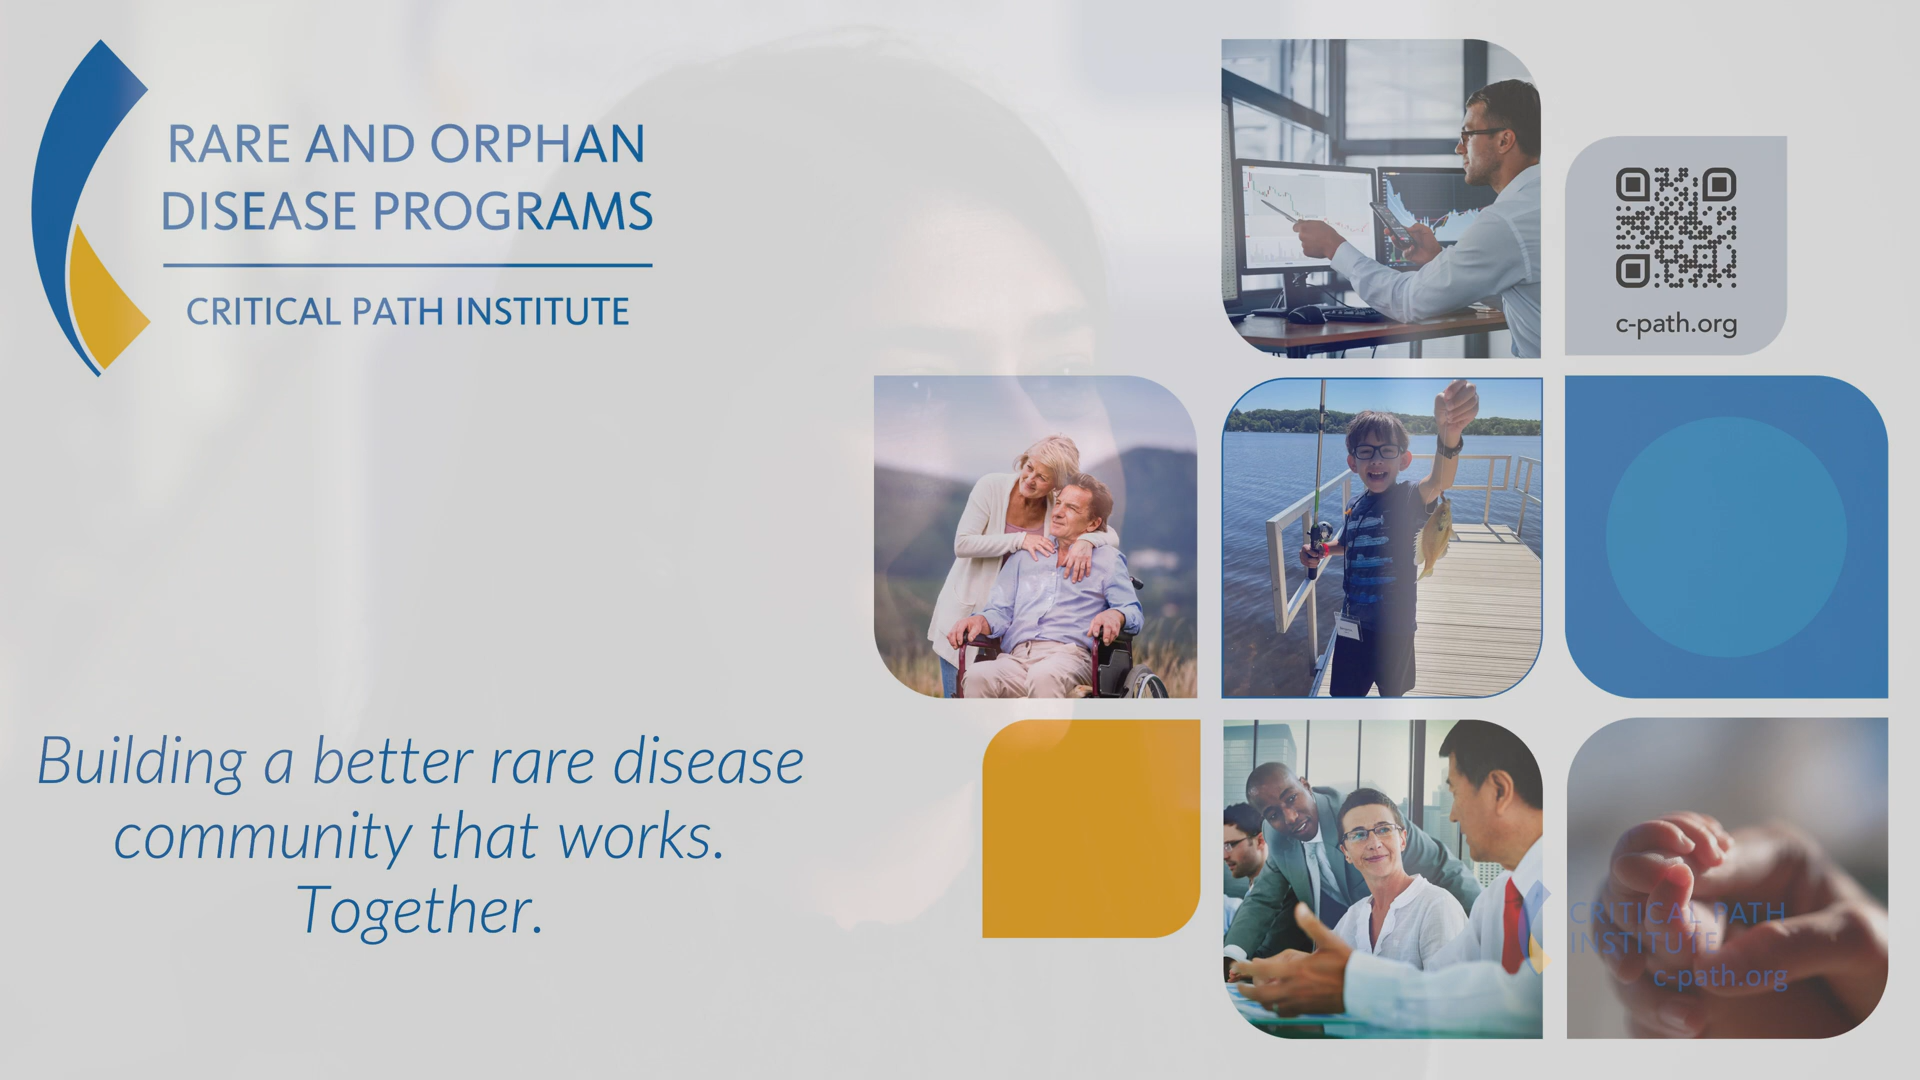 RARE AND ORPHAN
DISEASE PROGRAMS
CRITICAL PATH INSTITUTE
c-path.org
Building a better rare disease
community that works.
Together.
CRITICAL PATH
INSTITUTE
c-path.org